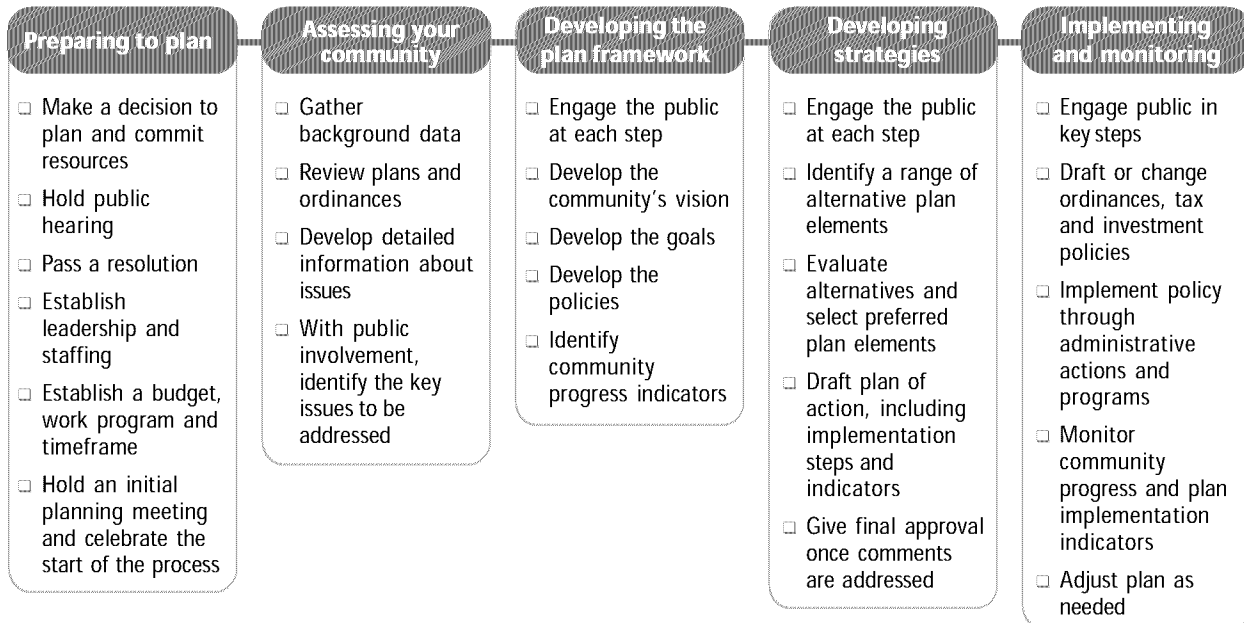 Preparing to plan
❑ Make a decision to
plan and commit
resources
❑ Hold public
hearing
❑ Pass a resolution
❑ Establish
leadership and
staffing
❑ Establish a budget,
work program and
timeframe
❑ Hold an initial
planning meeting
and celebrate the
start of the process
Assessing your
community
❑ Gather
background data
❑ Review plans and
ordinances
❑ Develop detailed
information about
issues
❑ With public
involvement,
identify the key
issues to be
addressed
Developing the
plan framework
❑ Engage the public
at each step
❑ Develop the
community's vision
❑ Develop the goals
❑ Develop the
policies
❑ Identify
community
progress indicators
Developing
strategies
❑ Engage the public
at each step
❑ Identify a range of
alternative plan
elements
❑ Evaluate
alternatives and
select preferred
plan elements
❑ Draft plan of
action, including
implementation
steps and
indicators
❑ Give final approval
once comments
are addressed
Implementing
and monitoring
❑ Engage public in
key steps
❑ Draft or change
ordinances, tax
and investment
policies
❑ Implement policy
through
administrative
actions and
programs
❑ Monitor
community
progress and plan
implementation
indicators
❑ Adjust plan as
needed